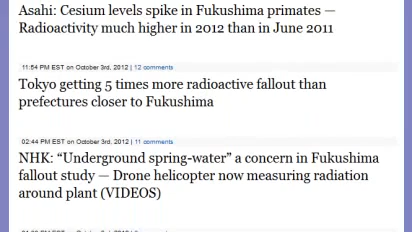 Asahi: Cesium levels spike in Fukushima primates —
Radioactivity much higher in 2012 than in June 2011
11:54 PM EST on October 3rd, 2012 | 12 comments
Tokyo getting 5 times more radioactive fallout than
prefectures closer to Fukushima
02:44 PM EST on October 3rd, 2012 | 11 comments
NHK: “Underground spring-water” a concern in Fukushima
fallout study — Drone helicopter now measuring radiation
around plant (VIDEOS)